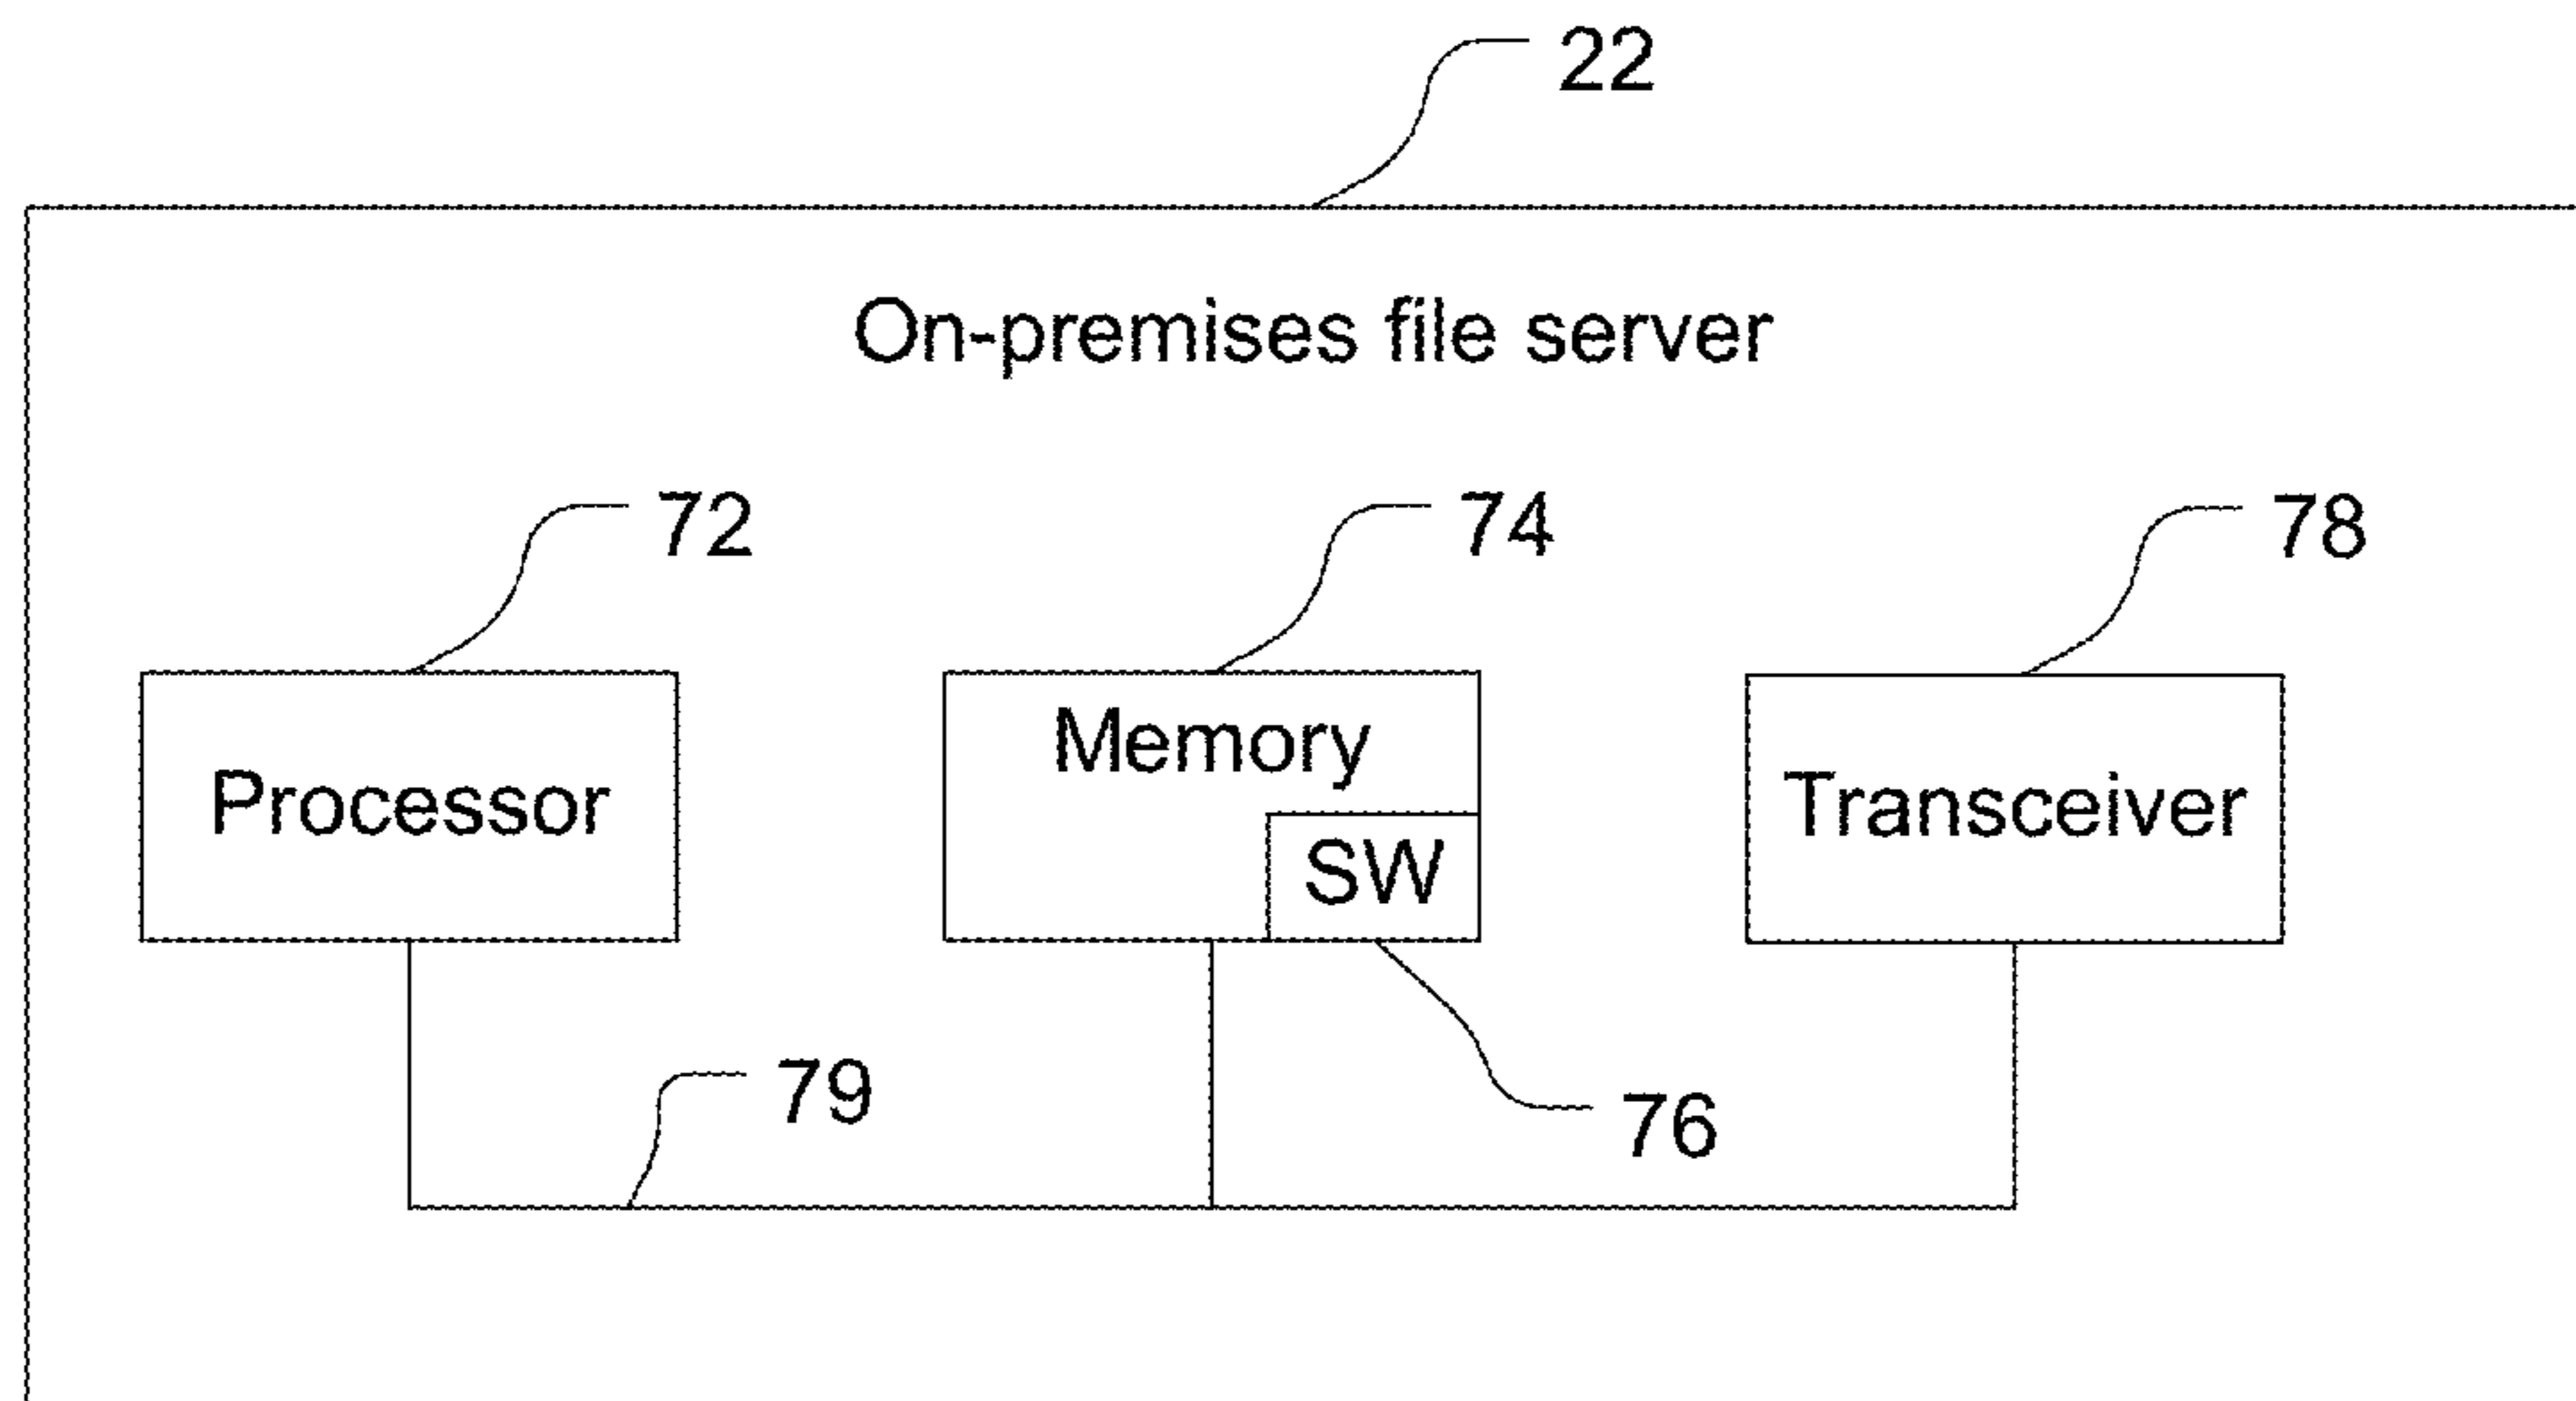 22
On-premises file server
72
74
78
Memory
Processor
Transceiver
SW
79
76